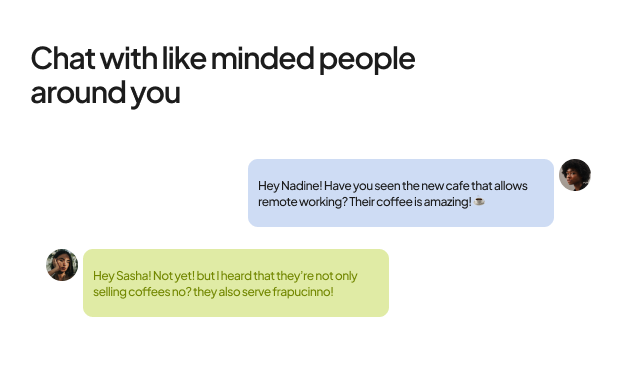 Chat with like minded people
around you
Hey Nadine! Have you seen the new cafe that allows
remote working? Their coffee is amazing! ☕
Hey Sasha! Not yet! but I heard that they're not only
selling coffees no? they also serve frapucinno!